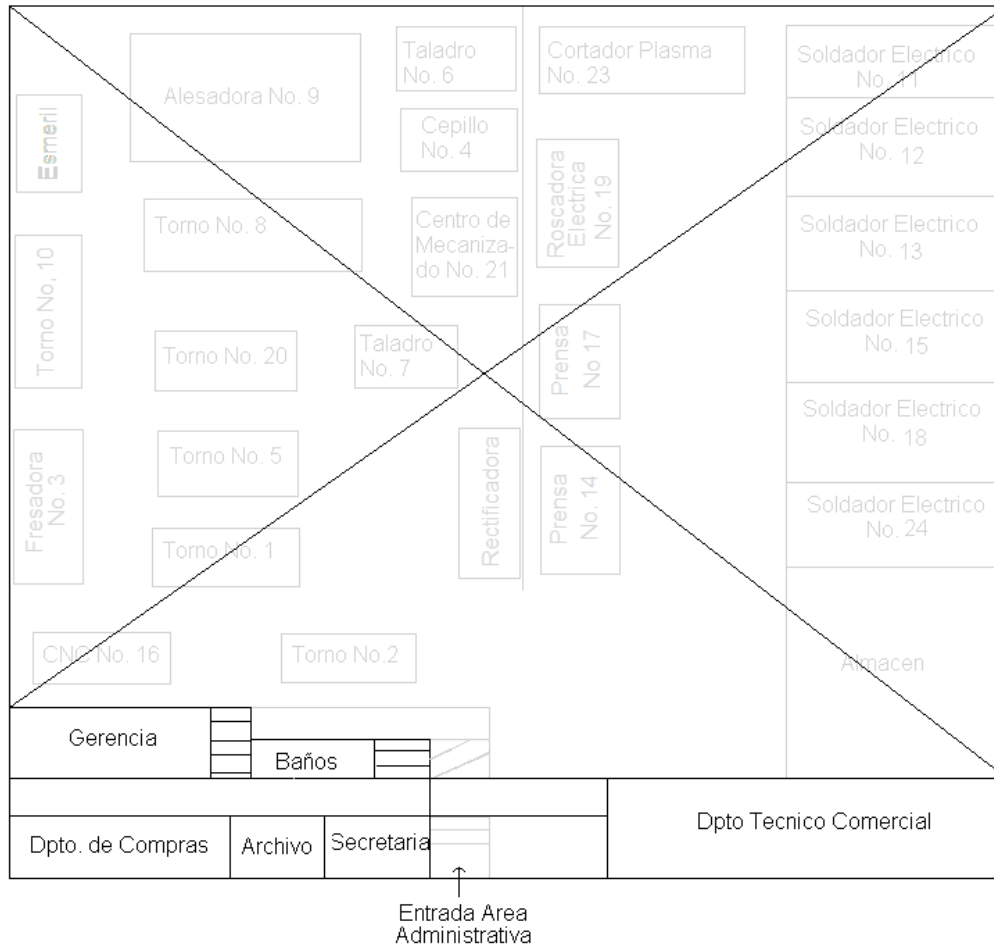 Taladro
No. 6
Cortador Plasma
No. 23
Soldador Electrico
No. 11
Alesadora No. 9
Esmeril
Cepillo
No. 4
Soldador Electrico
No. 12
Roscadora
Electrica
No. 19
Torno No. 8
Centro de
Mecaniza-
do No. 21
Soldador Electrico
No. 13
Torno No, 10
Torno No. 20
Taladro
No. 7
Prensa
No 17
Soldador Electrico
No. 15
Soldador Electrico
No. 18
Fresadora
No. 3
Torno No. 5
Rectificadora
Prensa
No. 14
Soldador Electrico
No. 24
Torno No. 1
CNC No. 16
Torno No.2
Almacen
Gerencia
Baños
Dpto. de Compras
Archivo
Secretaria
Dpto Tecnico Comercial
Entrada Area
Administrativa